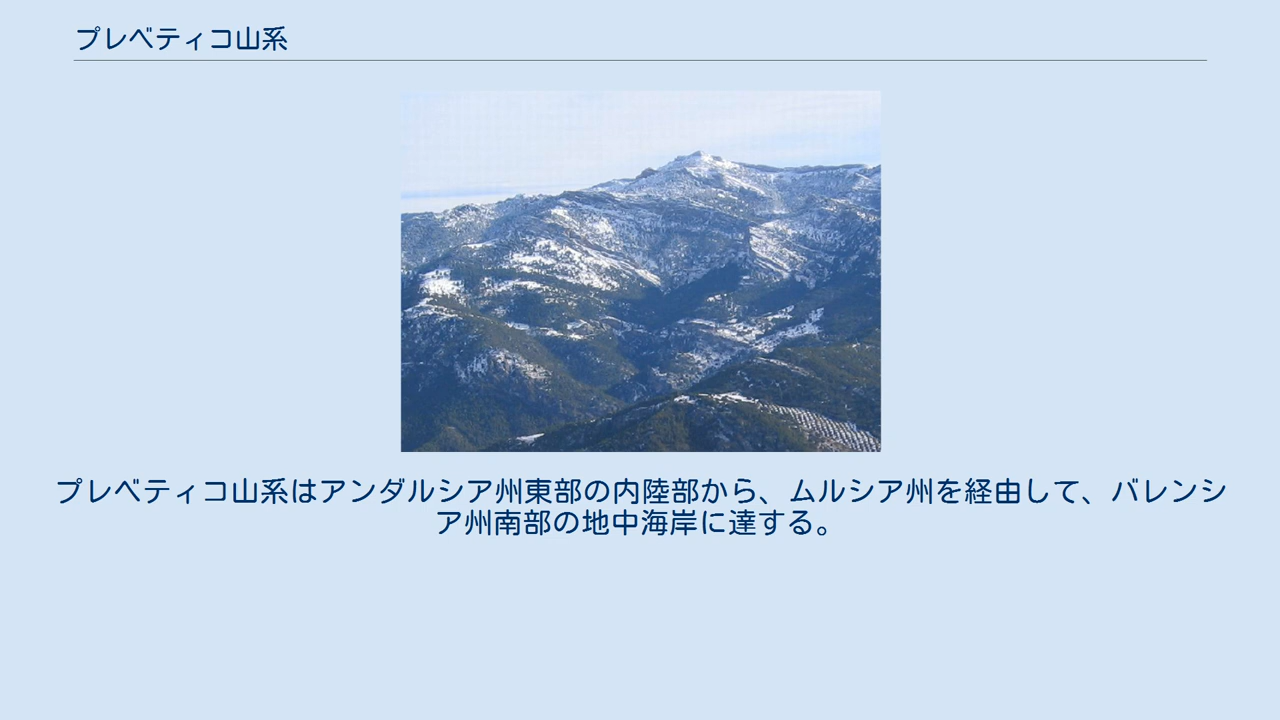 プレベティコ山系
プレベティコ山系はアンダルシア州東部の内陸部から、ムルシア州を経由して、バレンシ
ア州南部の地中海岸に達する。